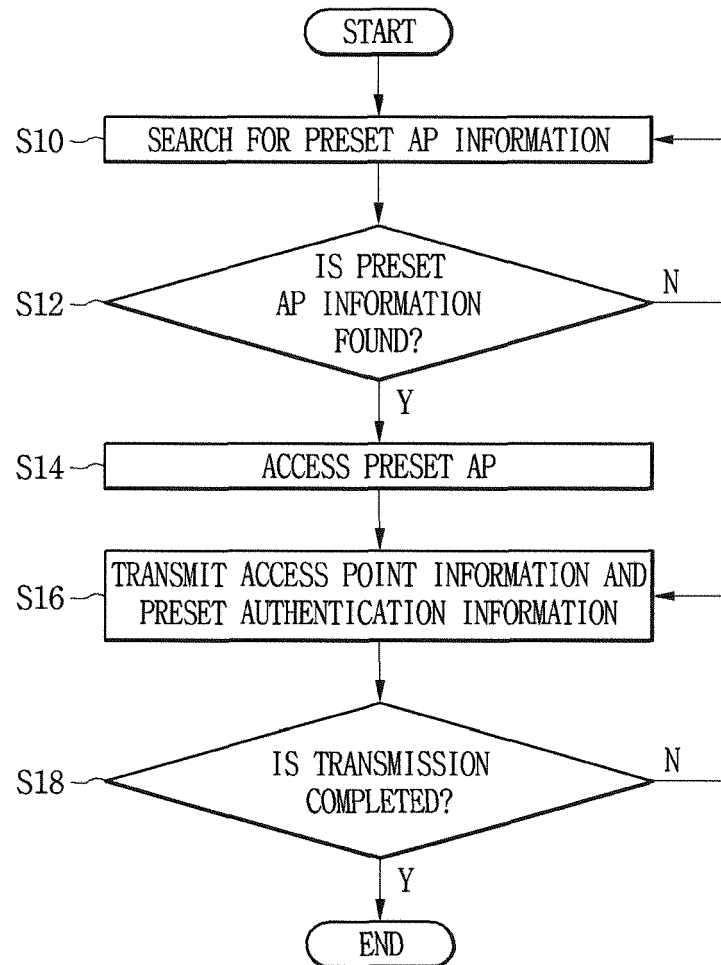 START
S10
SEARCH FOR PRESET AP INFORMATION
S12
IS PRESET
AP INFORMATION
FOUND?
N
Y
S14
ACCESS PRESET AP
S16
TRANSMIT ACCESS POINT INFORMATION AND
PRESET AUTHENTICATION INFORMATION
S18
IS TRANSMISSION
COMPLETED?
N
Y
END